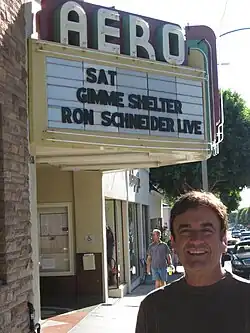 AERO
SAT
GIMME SHELTER
RON SCHNEIDER LIVE